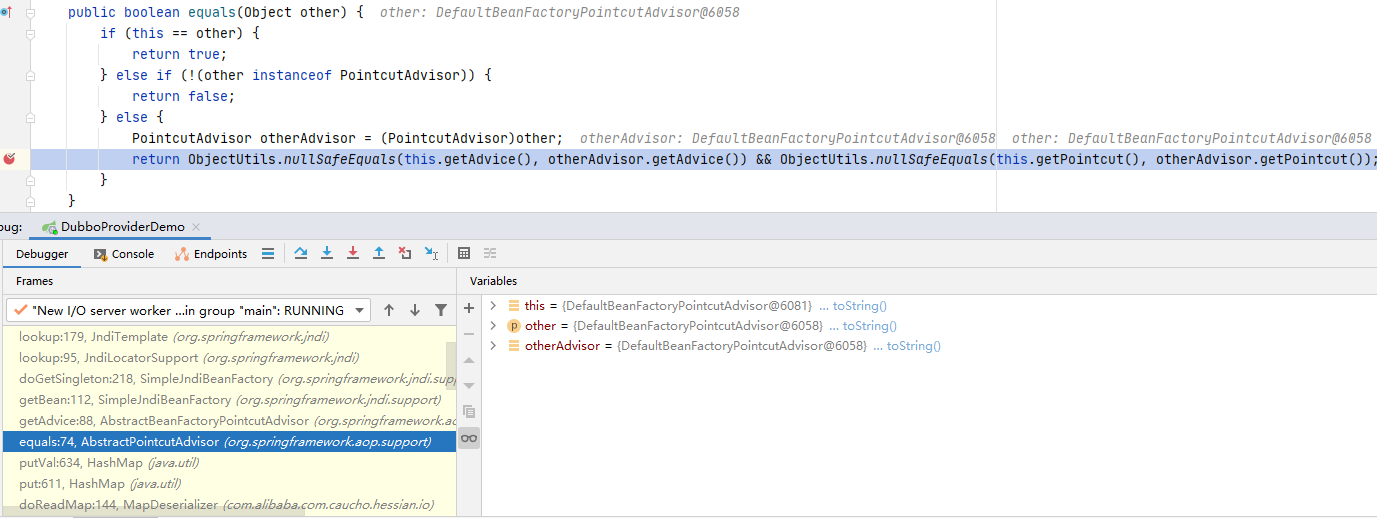 public boolean equals(Object other) {  other: DefaultBeanFactoryPointcutAdvisor@6058
if (this == other) {
return true;
} else if (!(other instanceof PointcutAdvisor)) {
return false;
} else {
PointcutAdvisor otherAdvisor = (PointcutAdvisor)other;  otherAdvisor: DefaultBeanFactoryPointcutAdvisor@6058  other: DefaultBeanFactoryPointcutAdvisor@6058
return ObjectUtils.nullSafeEquals(this.getAdvice(), otherAdvisor.getAdvice()) && ObjectUtils.nullSafeEquals(this.getPointcut(), otherAdvisor.getPointcut());
}
}
bug: DubboProviderDemo
Debugger Console Endpoints
Frames
"New I/O server worker ...in group "main": RUNNING
lookup:179, JndiTemplate (org.springframework.jndi)
lookup:95, JndiLocatorSupport (org.springframework.jndi)
doGetSingleton:218, SimpleJndiBeanFactory (org.springframework.jndi.supp
getBean:112, SimpleJndiBeanFactory (org.springframework.jndi.support)
getAdvice:88, AbstractBeanFactoryPointcutAdvisor (org.springframework.ao
equals:74, AbstractPointcutAdvisor (org.springframework.aop.support)
putVal:634, HashMap (java.util)
put:611, HashMap (java.util)
doReadMap:144, MapDeserializer (com.alibaba.com.caucho.hessian.io)
Variables
this = {DefaultBeanFactoryPointcutAdvisor@6081} ... toString()
p other = {DefaultBeanFactoryPointcutAdvisor@6058} ... toString()
otherAdvisor = {DefaultBeanFactoryPointcutAdvisor@6058} ... toString()